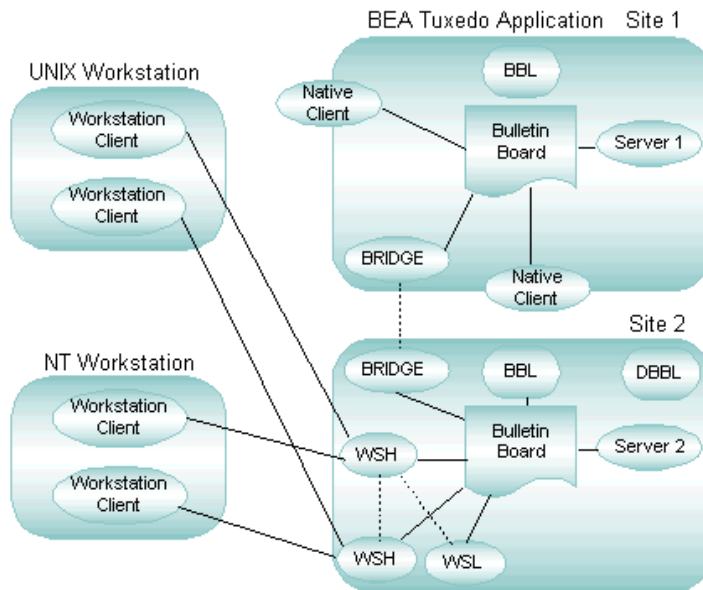 BEA Tuxedo Application Site 1
UNIX Workstation
Workstation
Client
Workstation
Client
Native
Client
BBL
Bulletin
Board
Server 1
BRIDGE
Native
Client
Site 2
NT Workstation
Workstation
Client
Workstation
Client
BRIDGE
BBL
DBBL
Bulletin
Board
Server 2
WSH
WSH
WSL